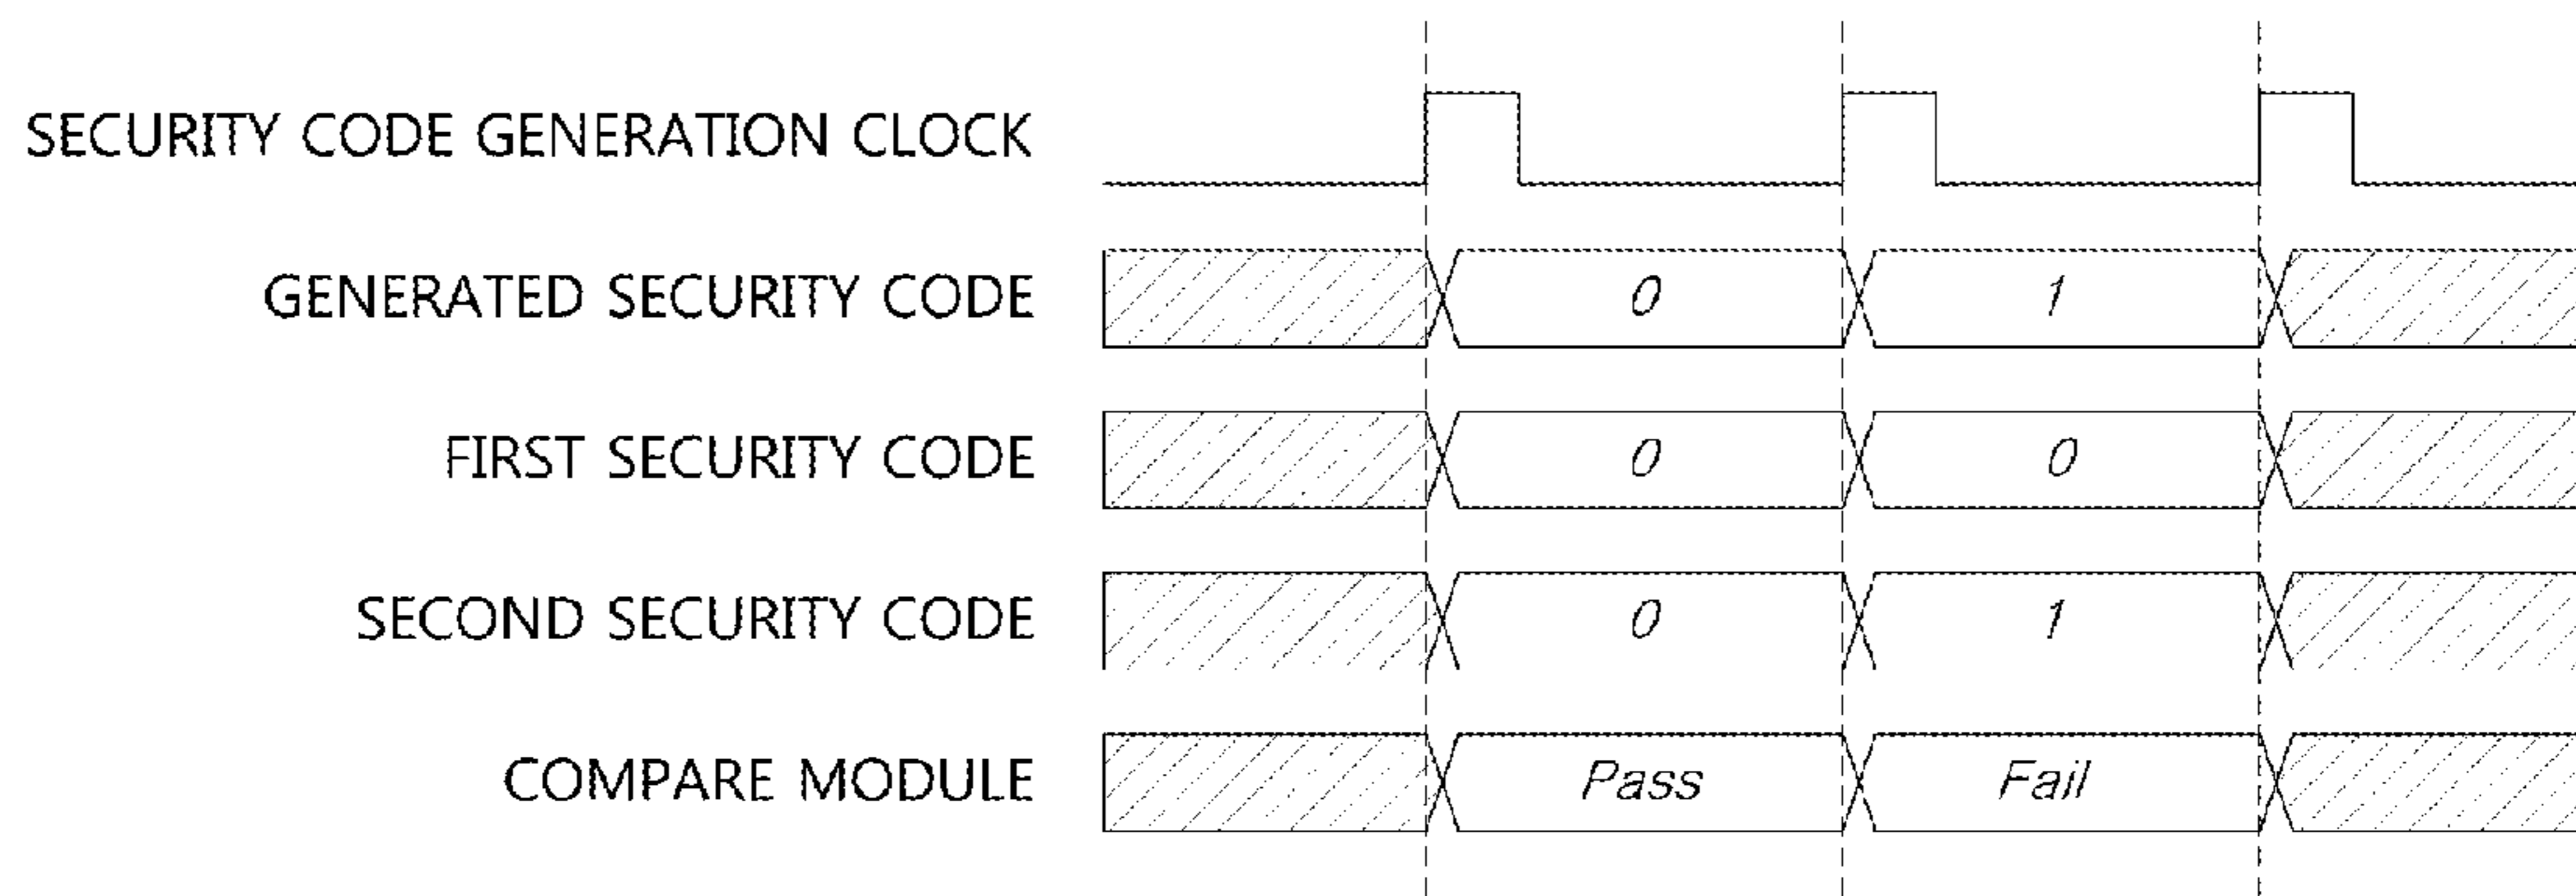 SECURITY CODE GENERATION CLOCK
GENERATED SECURITY CODE 0 1
FIRST SECURITY CODE 0 0
SECOND SECURITY CODE 0 1
COMPARE MODULE Pass Fail